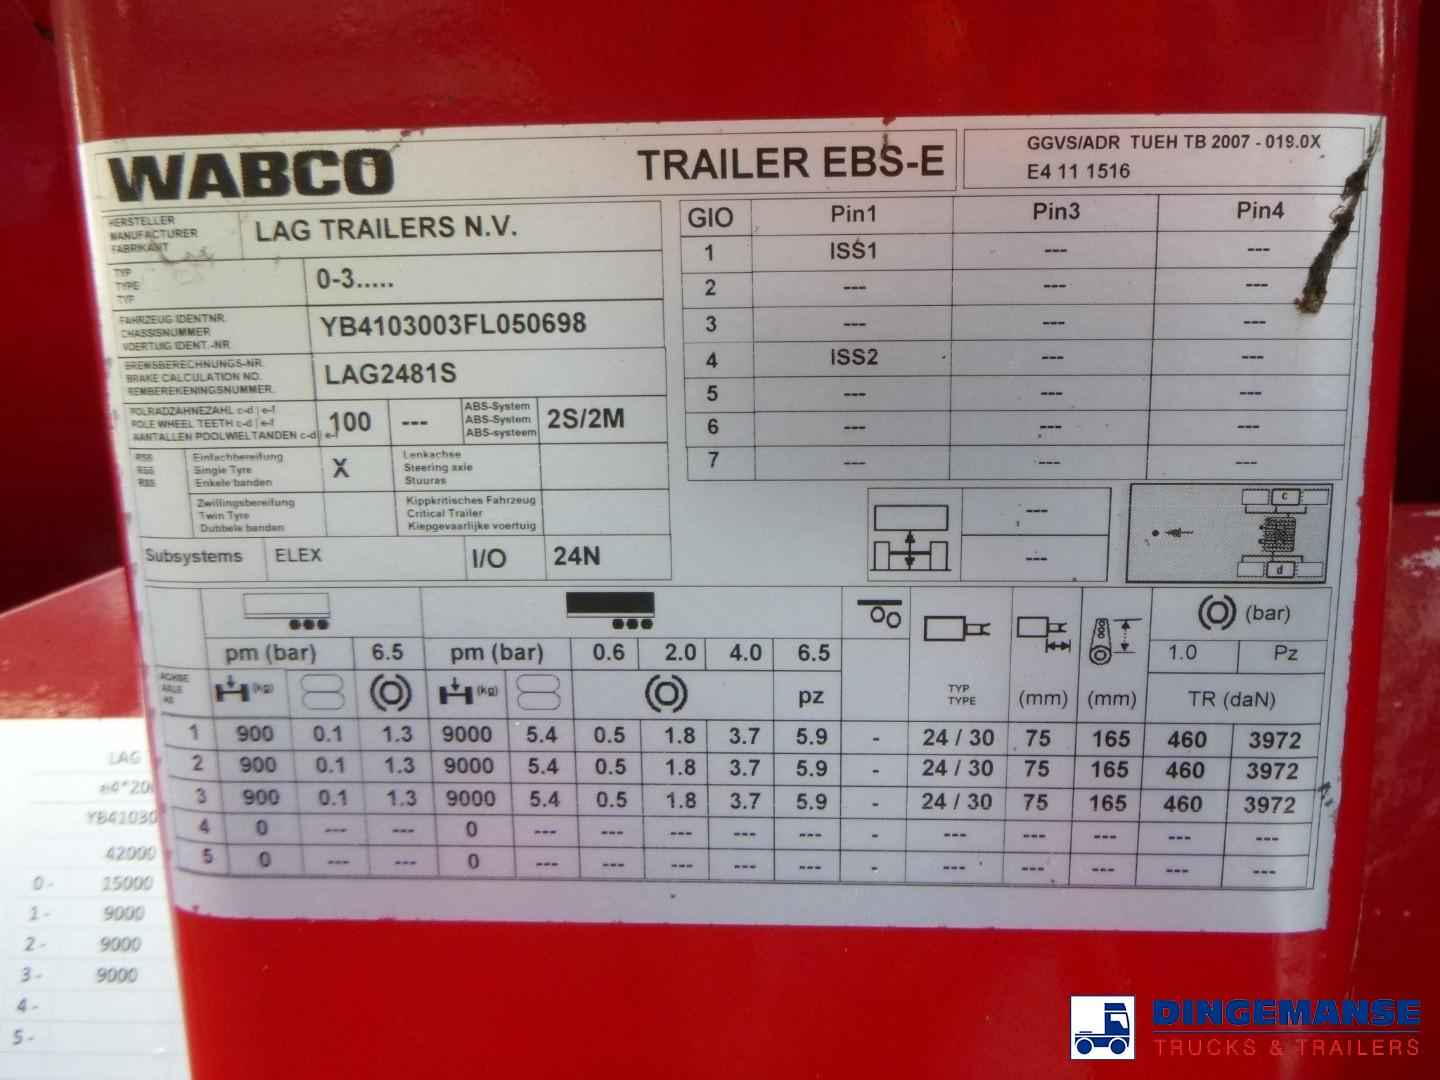 WABCO TRAILER EBS-E GGVS/ADR TUEH TB 2007 - 019.0X
E4 11 1516
HERSTELLER
MANUFACTURER
FABRIKANT
LAG TRAILERS N.V.
TYP
TYPE
TYP
0-3.....
FAHRZEUG IDENTNR.
CHASSISNUMMER
VOERTUIG IDENT.-NR.
YB4103003FL050698
BREMSBERECHNUNGS-NR.
BRAKE CALCULATION NO.
REMBEREKENINGSNUMMER.
LAG2481S
POLRADZÄHNEZAHL c-d | e-f
POLE WHEEL TEETH c-d | e-f
AANTALLEN POOLWIELTANDEN c-d | e-f
100 ---
ABS-System
ABS-System
ABS-systeem
2S/2M
RSS
RSS
RSS
Einfachbereifung
Single Tyre
Enkele banden
X
Lenkachse
Steering axle
Stuuras
Zwillingsbereifung
Twin Tyre
Dubbele banden
Kippkritisches Fahrzeug
Critical Trailer
Kiepgevaarlijke voertuig
Subsystems ELEX I/O 24N
GIO Pin1 Pin3 Pin4
1 ISS1 --- ---
2 --- --- ---
3 --- --- ---
4 ISS2 --- ---
5 --- --- ---
6 --- --- ---
7 --- --- ---
---
---
c
d
pm (bar) 6.5 pm (bar) 0.6 2.0 4.0 6.5
(bar)
1.0 Pz
ACHSE
AXLE
AS
(kg) (kg) pz
TYP
TYPE
(mm) (mm) TR (daN)
1 900 0.1 1.3 9000 5.4 0.5 1.8 3.7 5.9 - 24 / 30 75 165 460 3972
2 900 0.1 1.3 9000 5.4 0.5 1.8 3.7 5.9 - 24 / 30 75 165 460 3972
3 900 0.1 1.3 9000 5.4 0.5 1.8 3.7 5.9 - 24 / 30 75 165 460 3972
4 0 --- --- 0 --- --- --- --- --- - --- --- --- --- ---
5 0 --- --- 0 --- --- --- --- --- - --- --- --- --- ---
LAG
YB41030
42000
0- 15000
1- 9000
2- 9000
3- 9000
4-
5-
DINGEMANSE
TRUCKS & TRAILERS